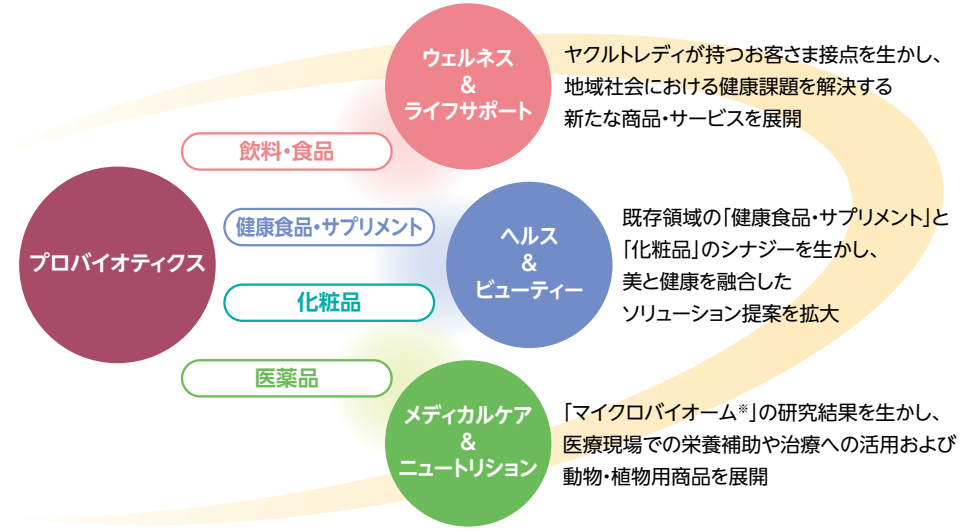 プロバイオティクス
飲料・食品
健康食品・サプリメント
化粧品
医薬品
ウェルネス
&
ライフサポート
ヤクルトレディが持つお客さま接点を生かし、
地域社会における健康課題を解決する
新たな商品・サービスを展開
ヘルス
&
ビューティー
既存領域の「健康食品・サプリメント」と
「化粧品」のシナジーを生かし、
美と健康を融合した
ソリューション提案を拡大
メディカルケア
&
ニュートリション
「マイクロバイオーム※」の研究結果を生かし、
医療現場での栄養補助や治療への活用および
動物・植物用商品を展開